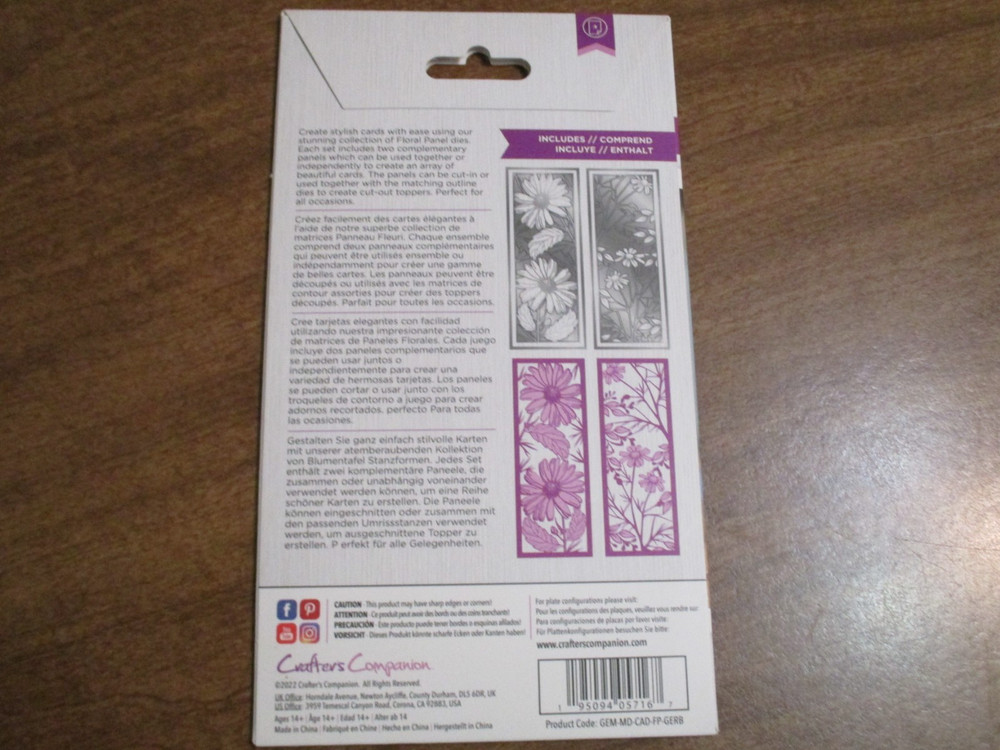 Create stylish cards with ease using our
stunning collection of Floral Panel dies.
Each set includes two complementary
panels which can be used together or
independently to create an array of
beautiful cards. The panels can be cut-in or
used together with the matching outline
dies to create cut-out toppers. Perfect for
all occasions.
Créez facilement des cartes élégantes à
l'aide de notre superbe collection de
matrices Panneau Fleuri. Chaque ensemble
comprend deux panneaux complémentaires
qui peuvent être utilisés ensemble ou
indépendamment pour créer une gamme
de belles cartes. Les panneaux peuvent être
découpés ou utilisés avec les matrices de
contour assorties pour créer des toppers
découpés. Parfait pour toutes les occasions.
Cree tarjetas elegantes con facilidad
utilizando nuestra impresionante colección
de matrices de Paneles Florales. Cada juego
incluye dos paneles complementarios que
se pueden usar juntos o
independientemente para crear una
variedad de hermosas tarjetas. Los paneles
se pueden cortar o usar junto con los
troqueles de contorno a juego para crear
adornos recortados. perfecto Para todas
las ocasiones.
Gestalten Sie ganz einfach stilvolle Karten
mit unserer atemberaubenden Kollektion
von Blumentafel Stanzformen. Jedes Set
enthält zwei komplementäre Paneele, die
zusammen oder unabhängig voneinander
verwendet werden können, um eine Reihe
schöner Karten zu erstellen. Die Paneele
können eingeschnitten oder zusammen mit
den passenden Umrissstanzen verwendet
werden, um ausgeschnittene Topper zu
erstellen. P erfekt für alle Gelegenheiten.
INCLUDES // COMPREND
INCLUYE // ENTHALT
CAUTION - This product may have sharp edges or corners!
ATTENTION - Ce produit peut avoir des bords ou des coins tranchants!
PRECAUCIÓN - Este producto puede tener bordes o esquinas afilados!
VORSICHT - Dieses Produkt könnte scharfe Ecken oder Kanten haben!
For plate configurations please visit:
Pour les configurations des plaques, veuillez vous rendre sur
Para configuraciones de placas por favor visite:
Für Plattenkonfigurationen besuchen Sie bitte:
www.crafterscompanion.com
Crafter's Companion
©2022 Crafter's Companion. All Rights Reserved.
UK Office: Horndale Avenue, Newton Aycliffe, County Durham, DL5 6DR, UK
US Office: 3959 Temescal Canyon Road, Corona, CA 92883, USA
Ages 14+ | Âge 14+ | Edad 14+ | Alter ab 14
Made in China | Fabriqué en Chine | Hecho en China | Hergestellt in China
1 95094 05716 7
Product Code: GEM-MD-CAD-FP-GERB